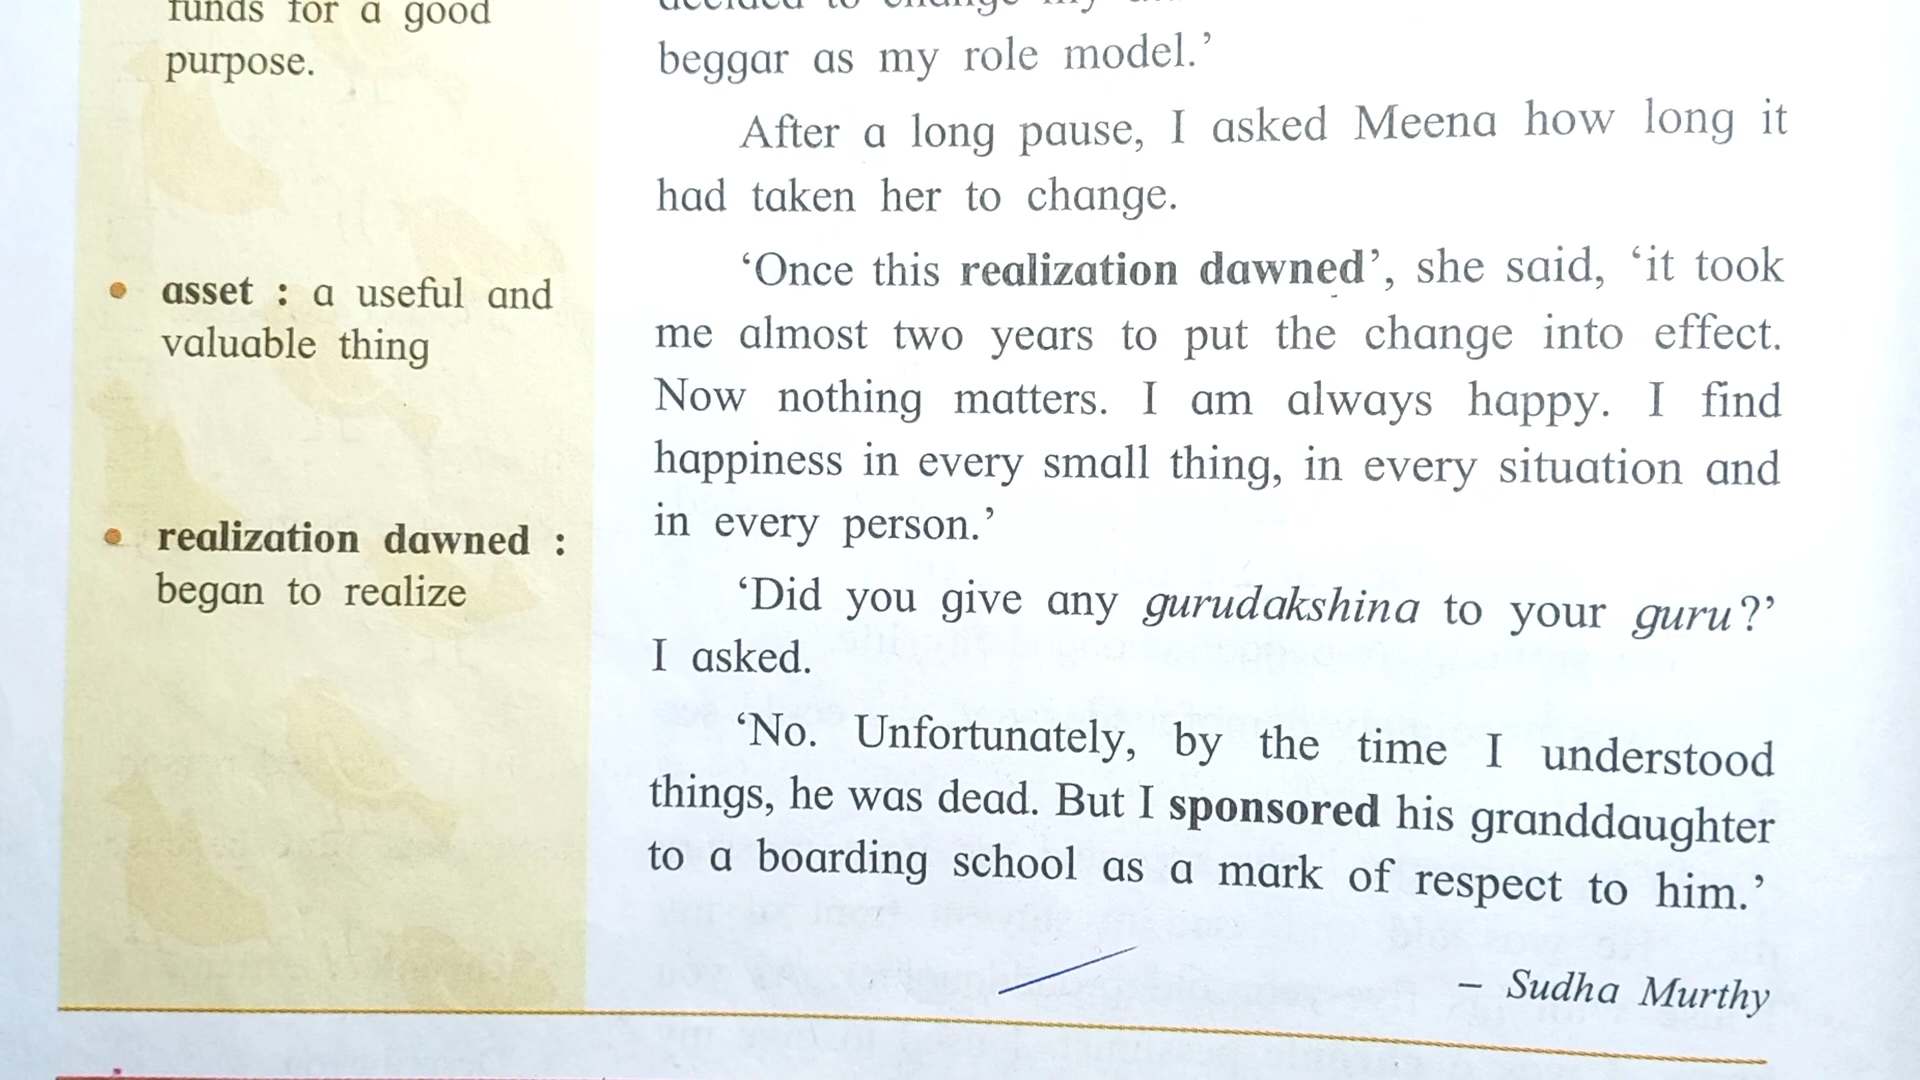 funds for a good
purpose.
asset : a useful and
valuable thing
realization dawned :
began to realize
beggar as my role model.’
After a long pause, I asked Meena how long it
had taken her to change.
‘Once this realization dawned’, she said, ‘it took
me almost two years to put the change into effect.
Now nothing matters. I am always happy. I find
happiness in every small thing, in every situation and
in every person.’
‘Did you give any gurudakshina to your guru?’
I asked.
‘No. Unfortunately, by the time I understood
things, he was dead. But I sponsored his granddaughter
to a boarding school as a mark of respect to him.’
– Sudha Murthy